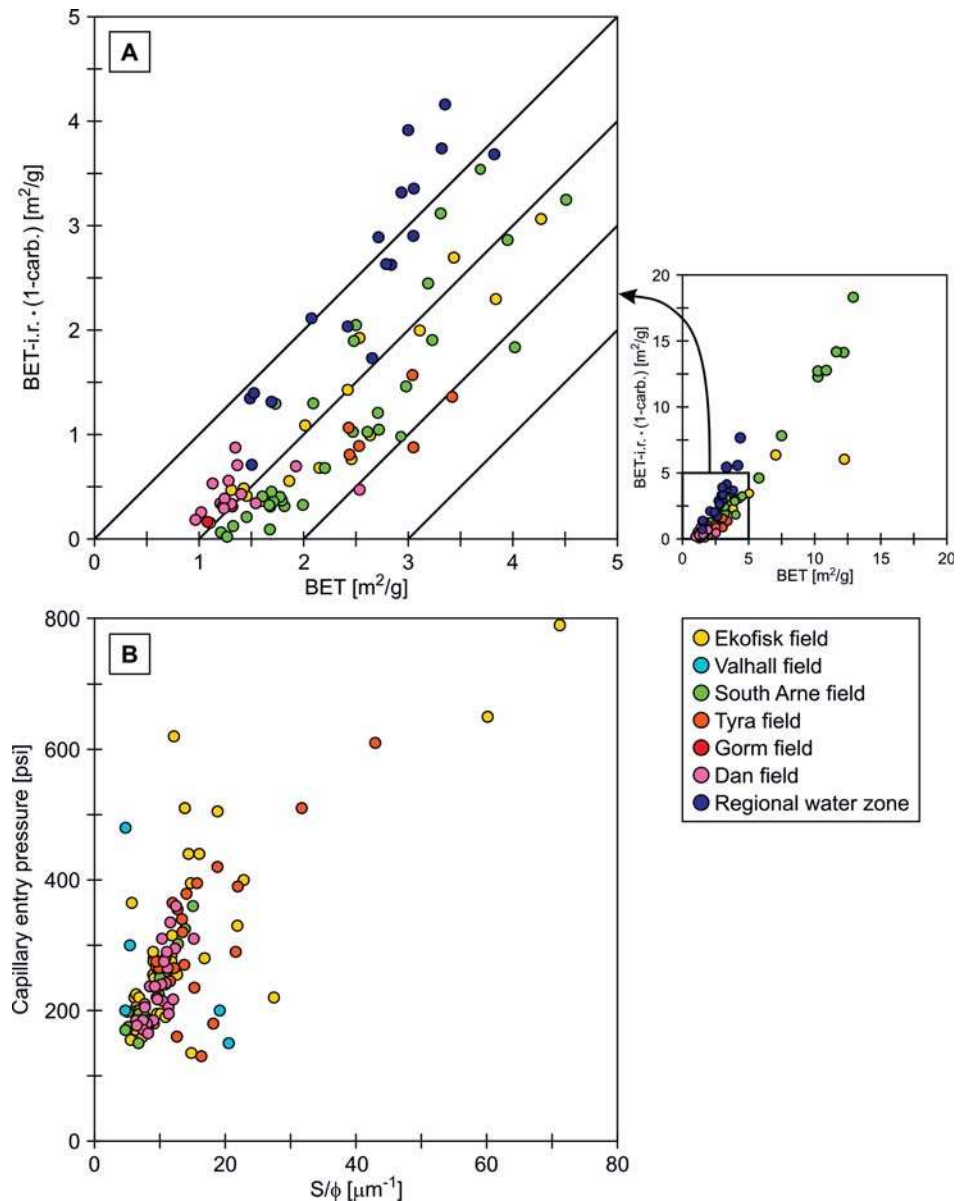 A
5
4
3
2
1
0
0
1
2
3
4
5
BET-i.r. · (1-carb.) [m²/g]
BET [m²/g]
20
15
10
5
0
0
5
10
15
20
BET-i.r. · (1-carb.) [m²/g]
BET [m²/g]
B
800
600
400
200
0
0
20
40
60
80
Capillary entry pressure [psi]
S/ϕ [μm⁻¹]
Ekofisk field
Valhall field
South Arne field
Tyra field
Gorm field
Dan field
Regional water zone